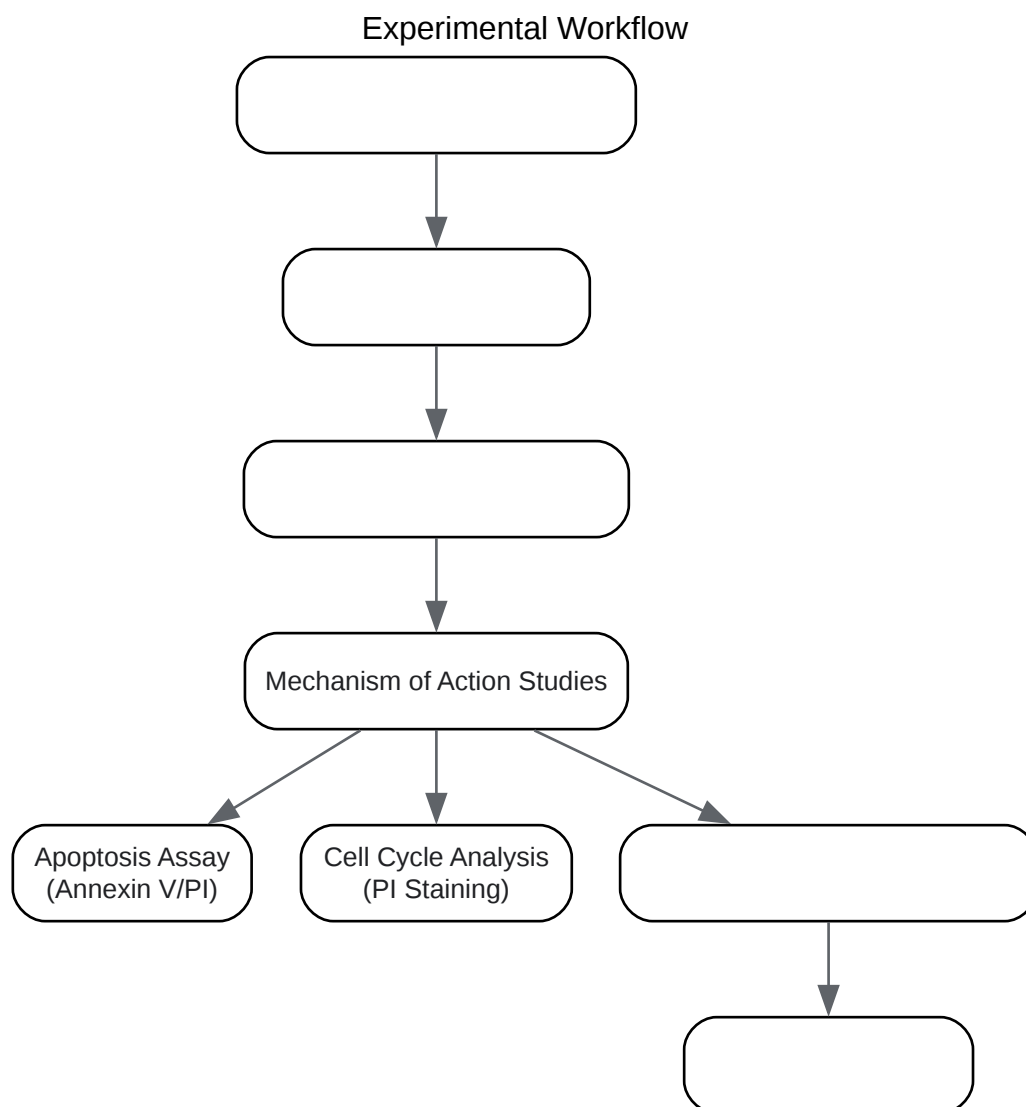 Experimental Workflow
Mechanism of Action Studies
Apoptosis Assay
(Annexin V/PI)
Cell Cycle Analysis
(PI Staining)